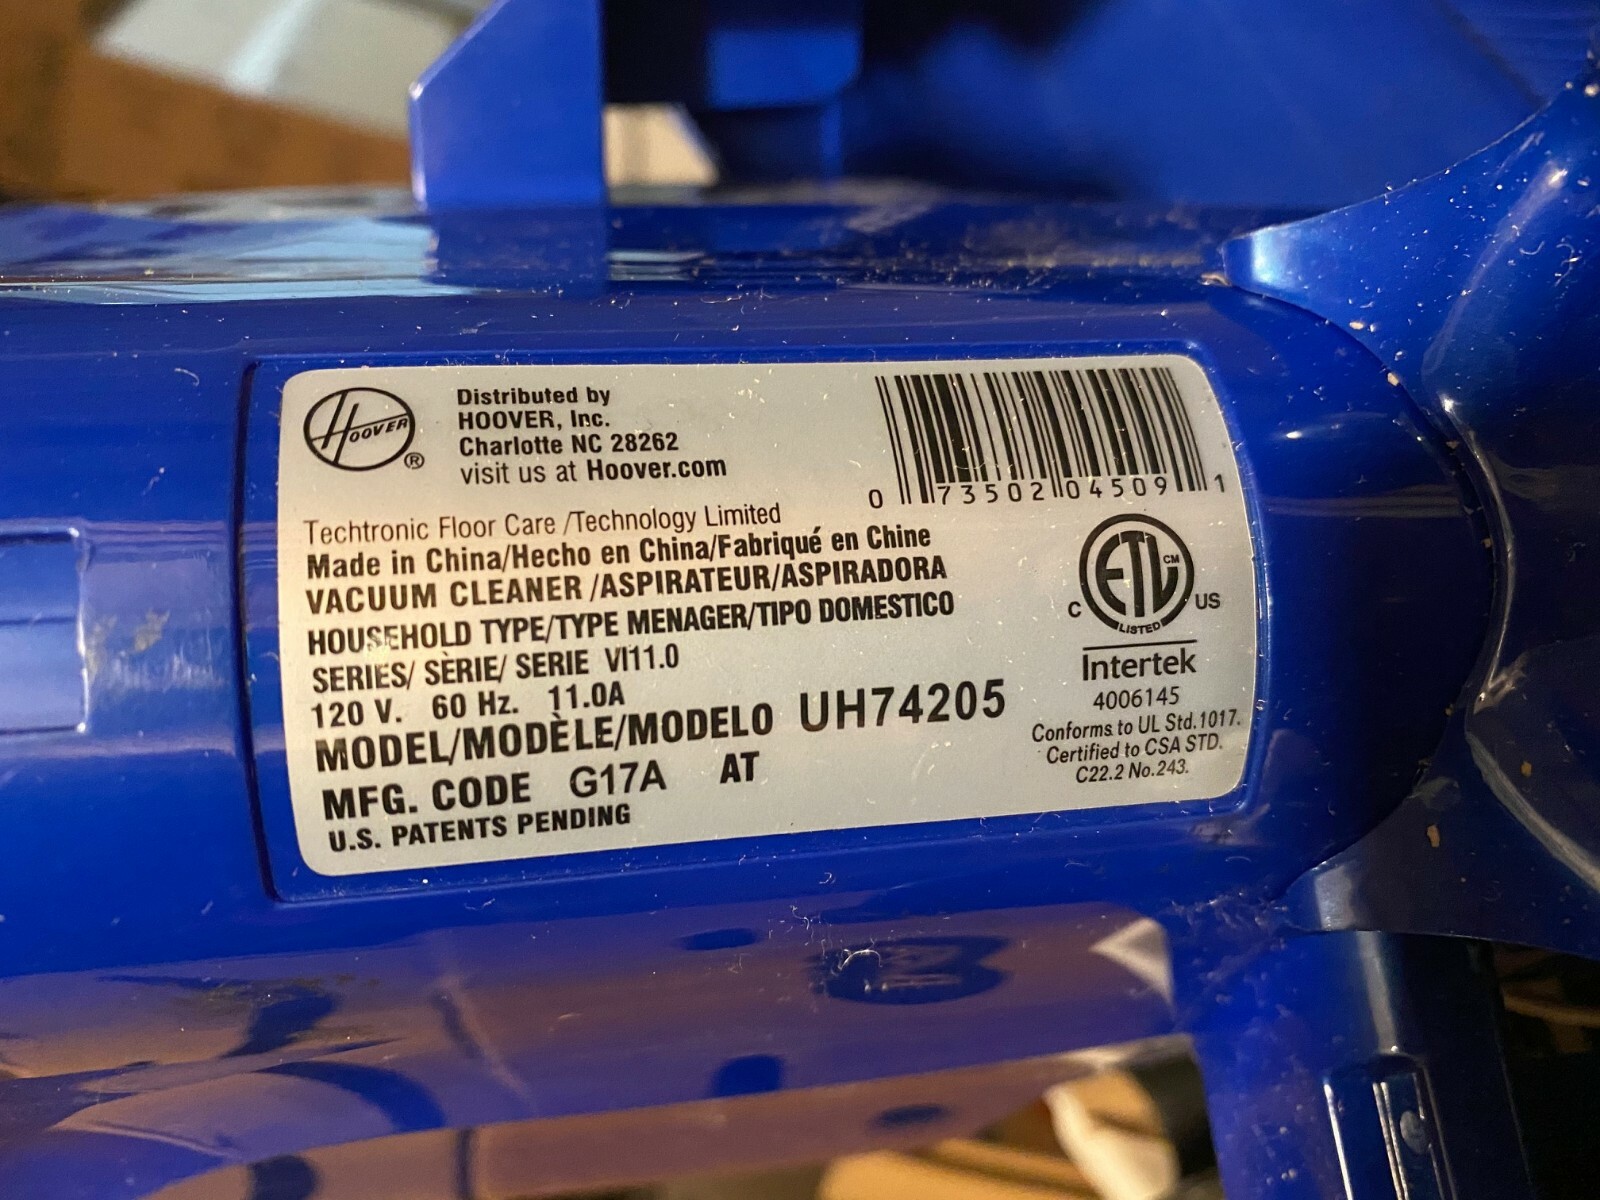 HOOVER ®
Distributed by
HOOVER, Inc.
Charlotte NC 28262
visit us at Hoover.com
0 73502 04509 1
Techtronic Floor Care /Technology Limited
Made in China/Hecho en China/Fabriqué en Chine
VACUUM CLEANER /ASPIRATEUR/ASPIRADORA
HOUSEHOLD TYPE/TYPE MENAGER/TIPO DOMESTICO
SERIES/ SÈRIE/ SERIE VI11.0
120 V. 60 Hz. 11.0A
MODEL/MODÈLE/MODELO UH74205
MFG. CODE G17A AT
U.S. PATENTS PENDING
ETL CM
C US
LISTED
Intertek
4006145
Conforms to UL Std.1017.
Certified to CSA STD.
C22.2 No.243.